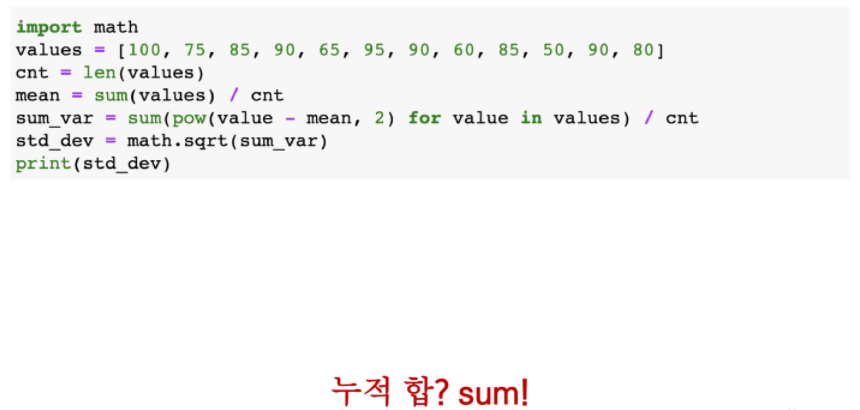 import math
values = [100, 75, 85, 90, 65, 95, 90, 60, 85, 50, 90, 80]
cnt = len(values)
mean = sum(values) / cnt
sum_var = sum(pow(value - mean, 2) for value in values) / cnt
std_dev = math.sqrt(sum_var)
print(std_dev)
누적 합? sum!